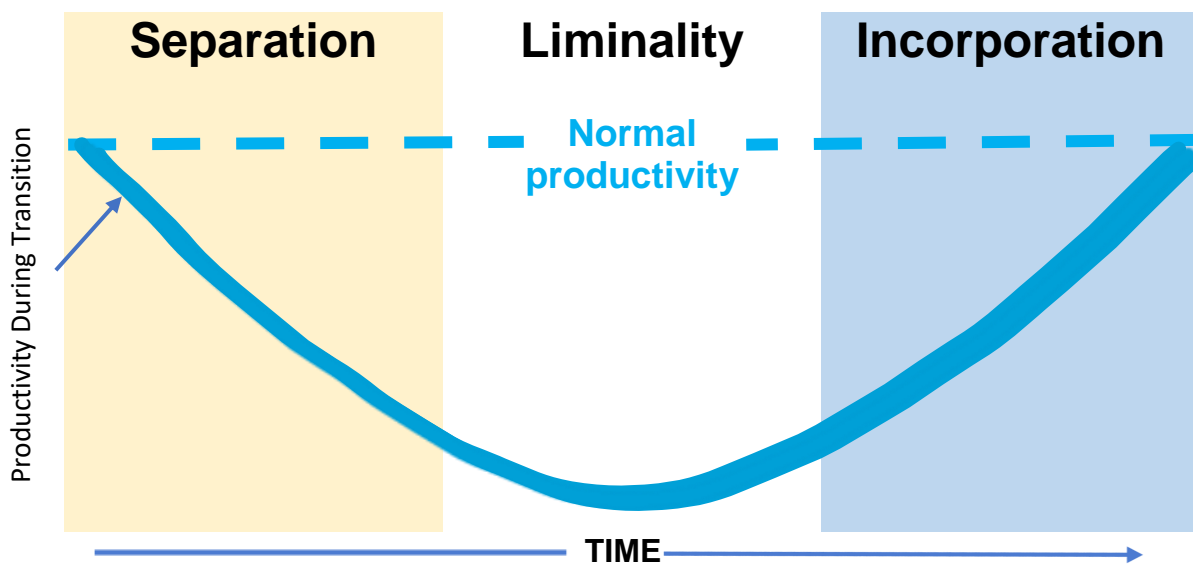 Separation
Liminality
Incorporation
Normal
productivity
Productivity During Transition
TIME